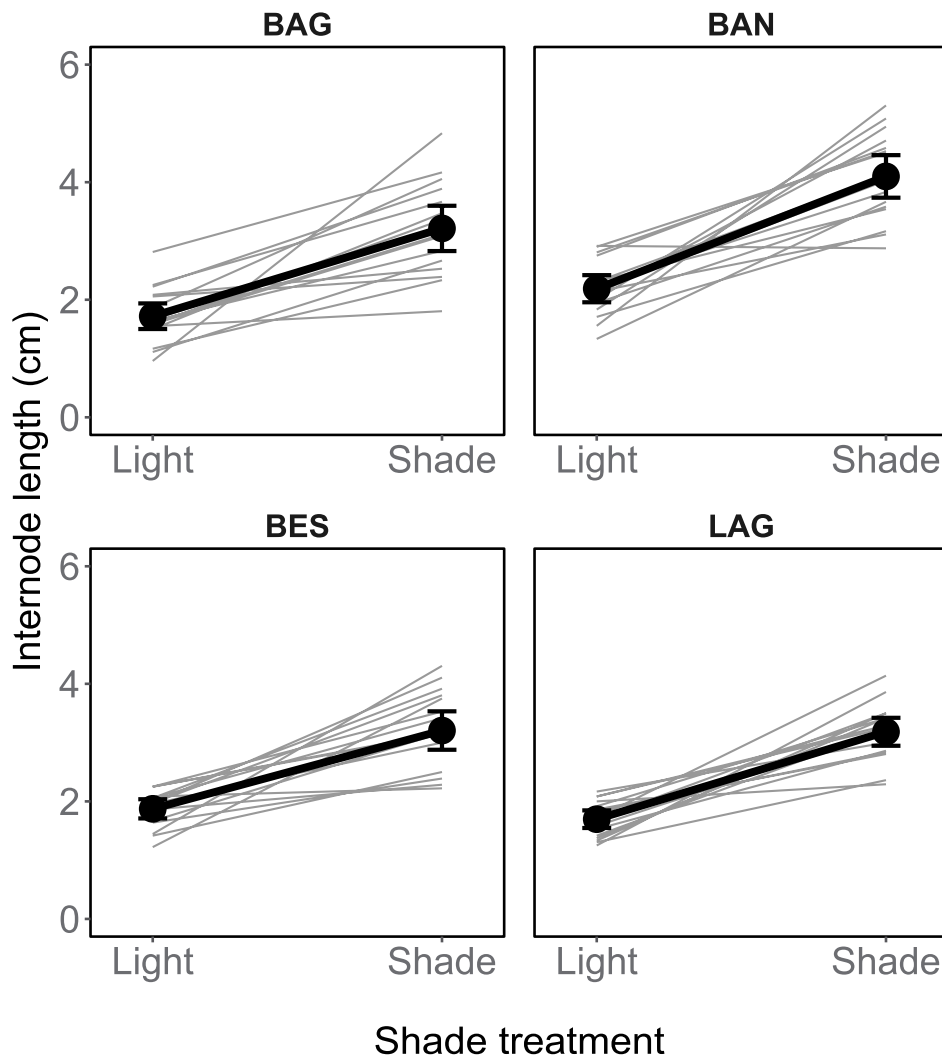 BAG
BAN
6
4
2
0
Light
Shade
Light
Shade
Internode length (cm)
BES
LAG
6
4
2
0
Light
Shade
Light
Shade
Shade treatment